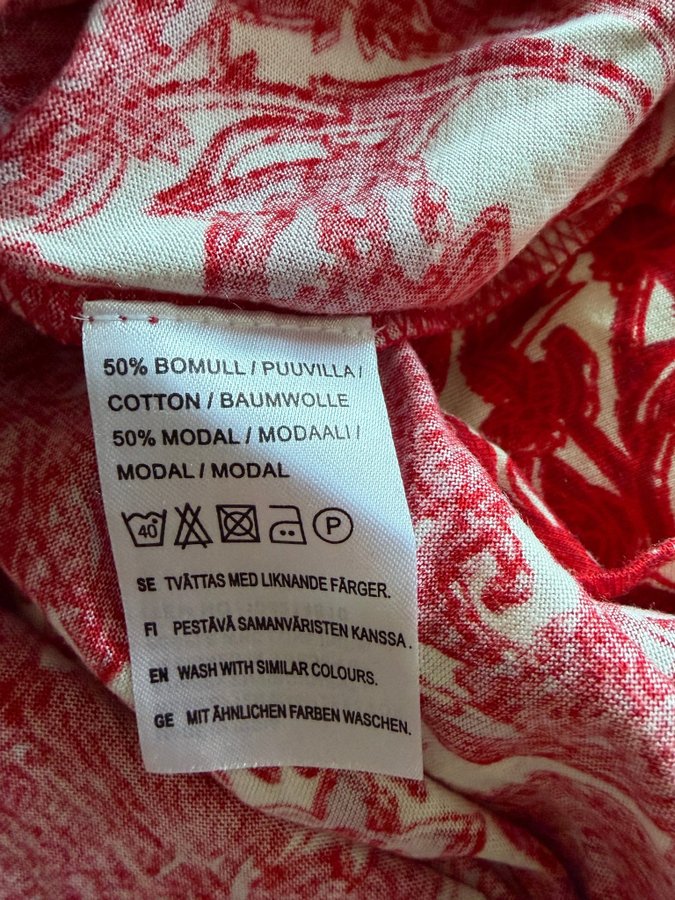 50% BOMULL / PUUVILLA /
COTTON / BAUMWOLLE
50% MODAL / MODAALI /
MODAL / MODAL
40 P
SE TVÄTTAS MED LIKNANDE FÄRGER.
FI PESTÄVÄ SAMANVÄRISTEN KANSSA.
EN WASH WITH SIMILAR COLOURS.
GE MIT ÄHNLICHEN FARBEN WASCHEN.